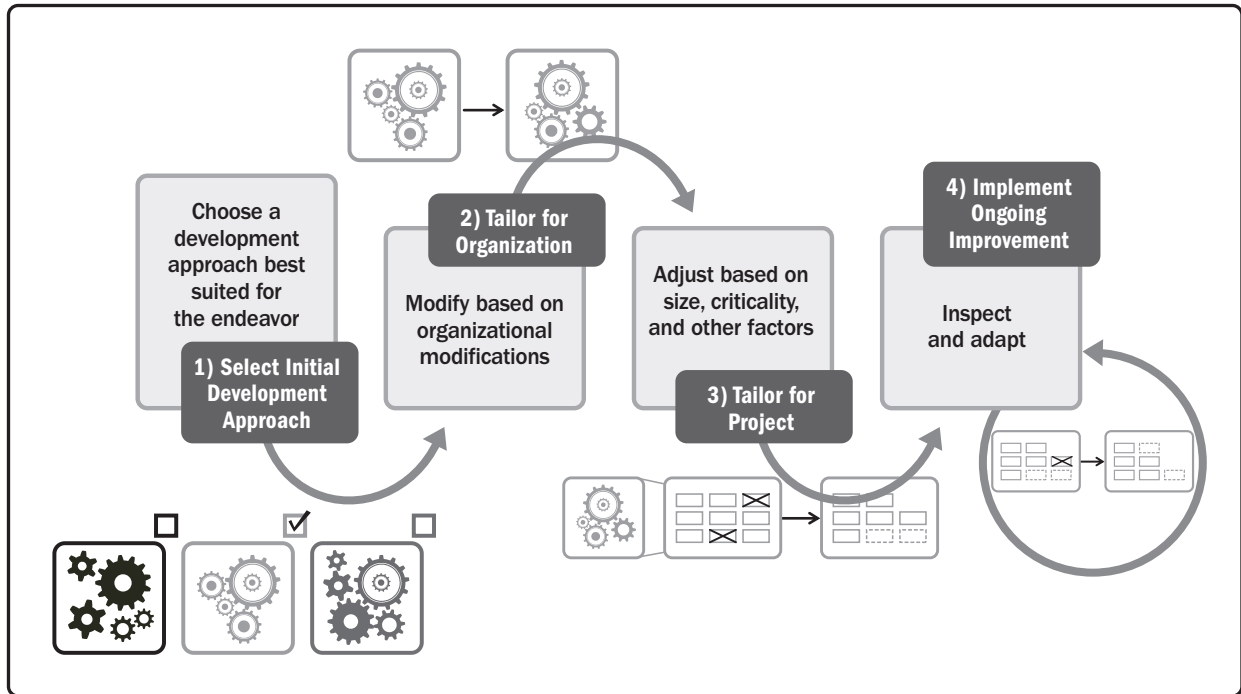 Choose a
development
approach best
suited for
the endeavor
1) Select Initial
Development
Approach
2) Tailor for
Organization
Modify based on
organizational
modifications
Adjust based on
size, criticality,
and other factors
3) Tailor for
Project
4) Implement
Ongoing
Improvement
Inspect
and adapt